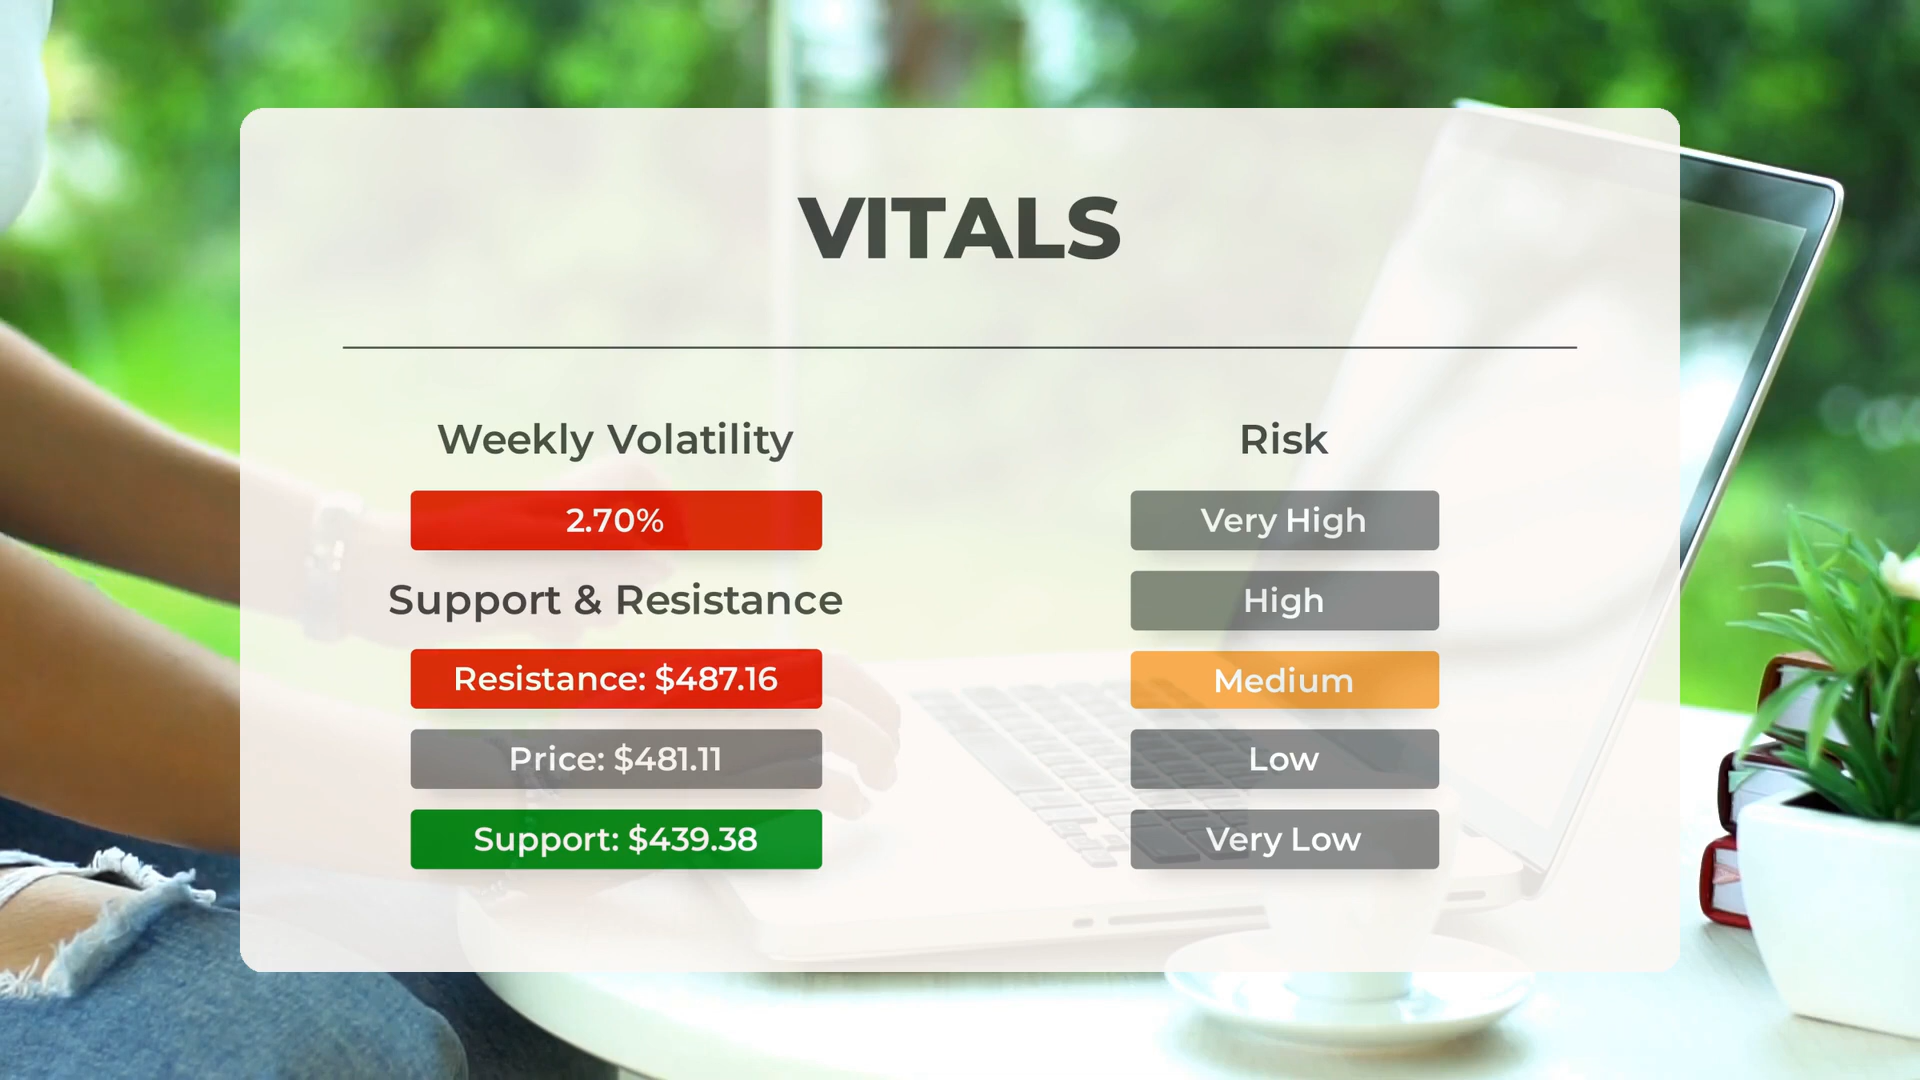 VITALS
Weekly Volatility
2.70%
Support & Resistance
Resistance: $487.16
Price: $481.11
Support: $439.38
Risk
Very High
High
Medium
Low
Very Low